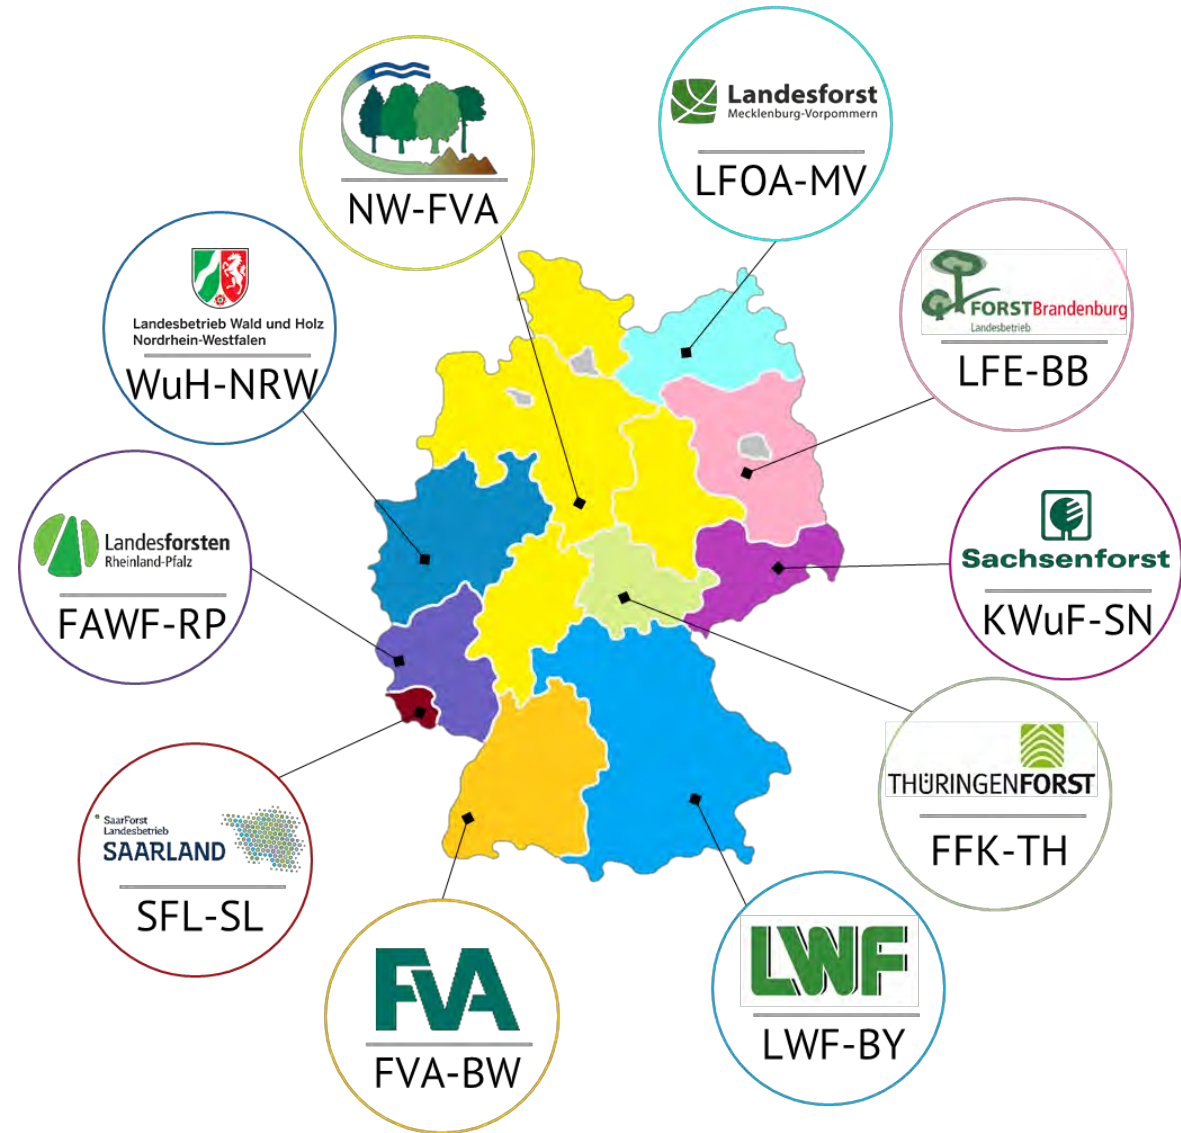 NW-FVA
Landesforst
Mecklenburg-Vorpommern
LFOA-MV
Landesbetrieb Wald und Holz
Nordrhein-Westfalen
WuH-NRW
FORSTBrandenburg
Landesbetrieb
LFE-BB
Landesforsten
Rheinland-Pfalz
FAWF-RP
Sachsenforst
KWuF-SN
SaarForst
Landesbetrieb
SAARLAND
SFL-SL
THÜRINGENFORST
FFK-TH
FVA
FVA-BW
LWF
LWF-BY